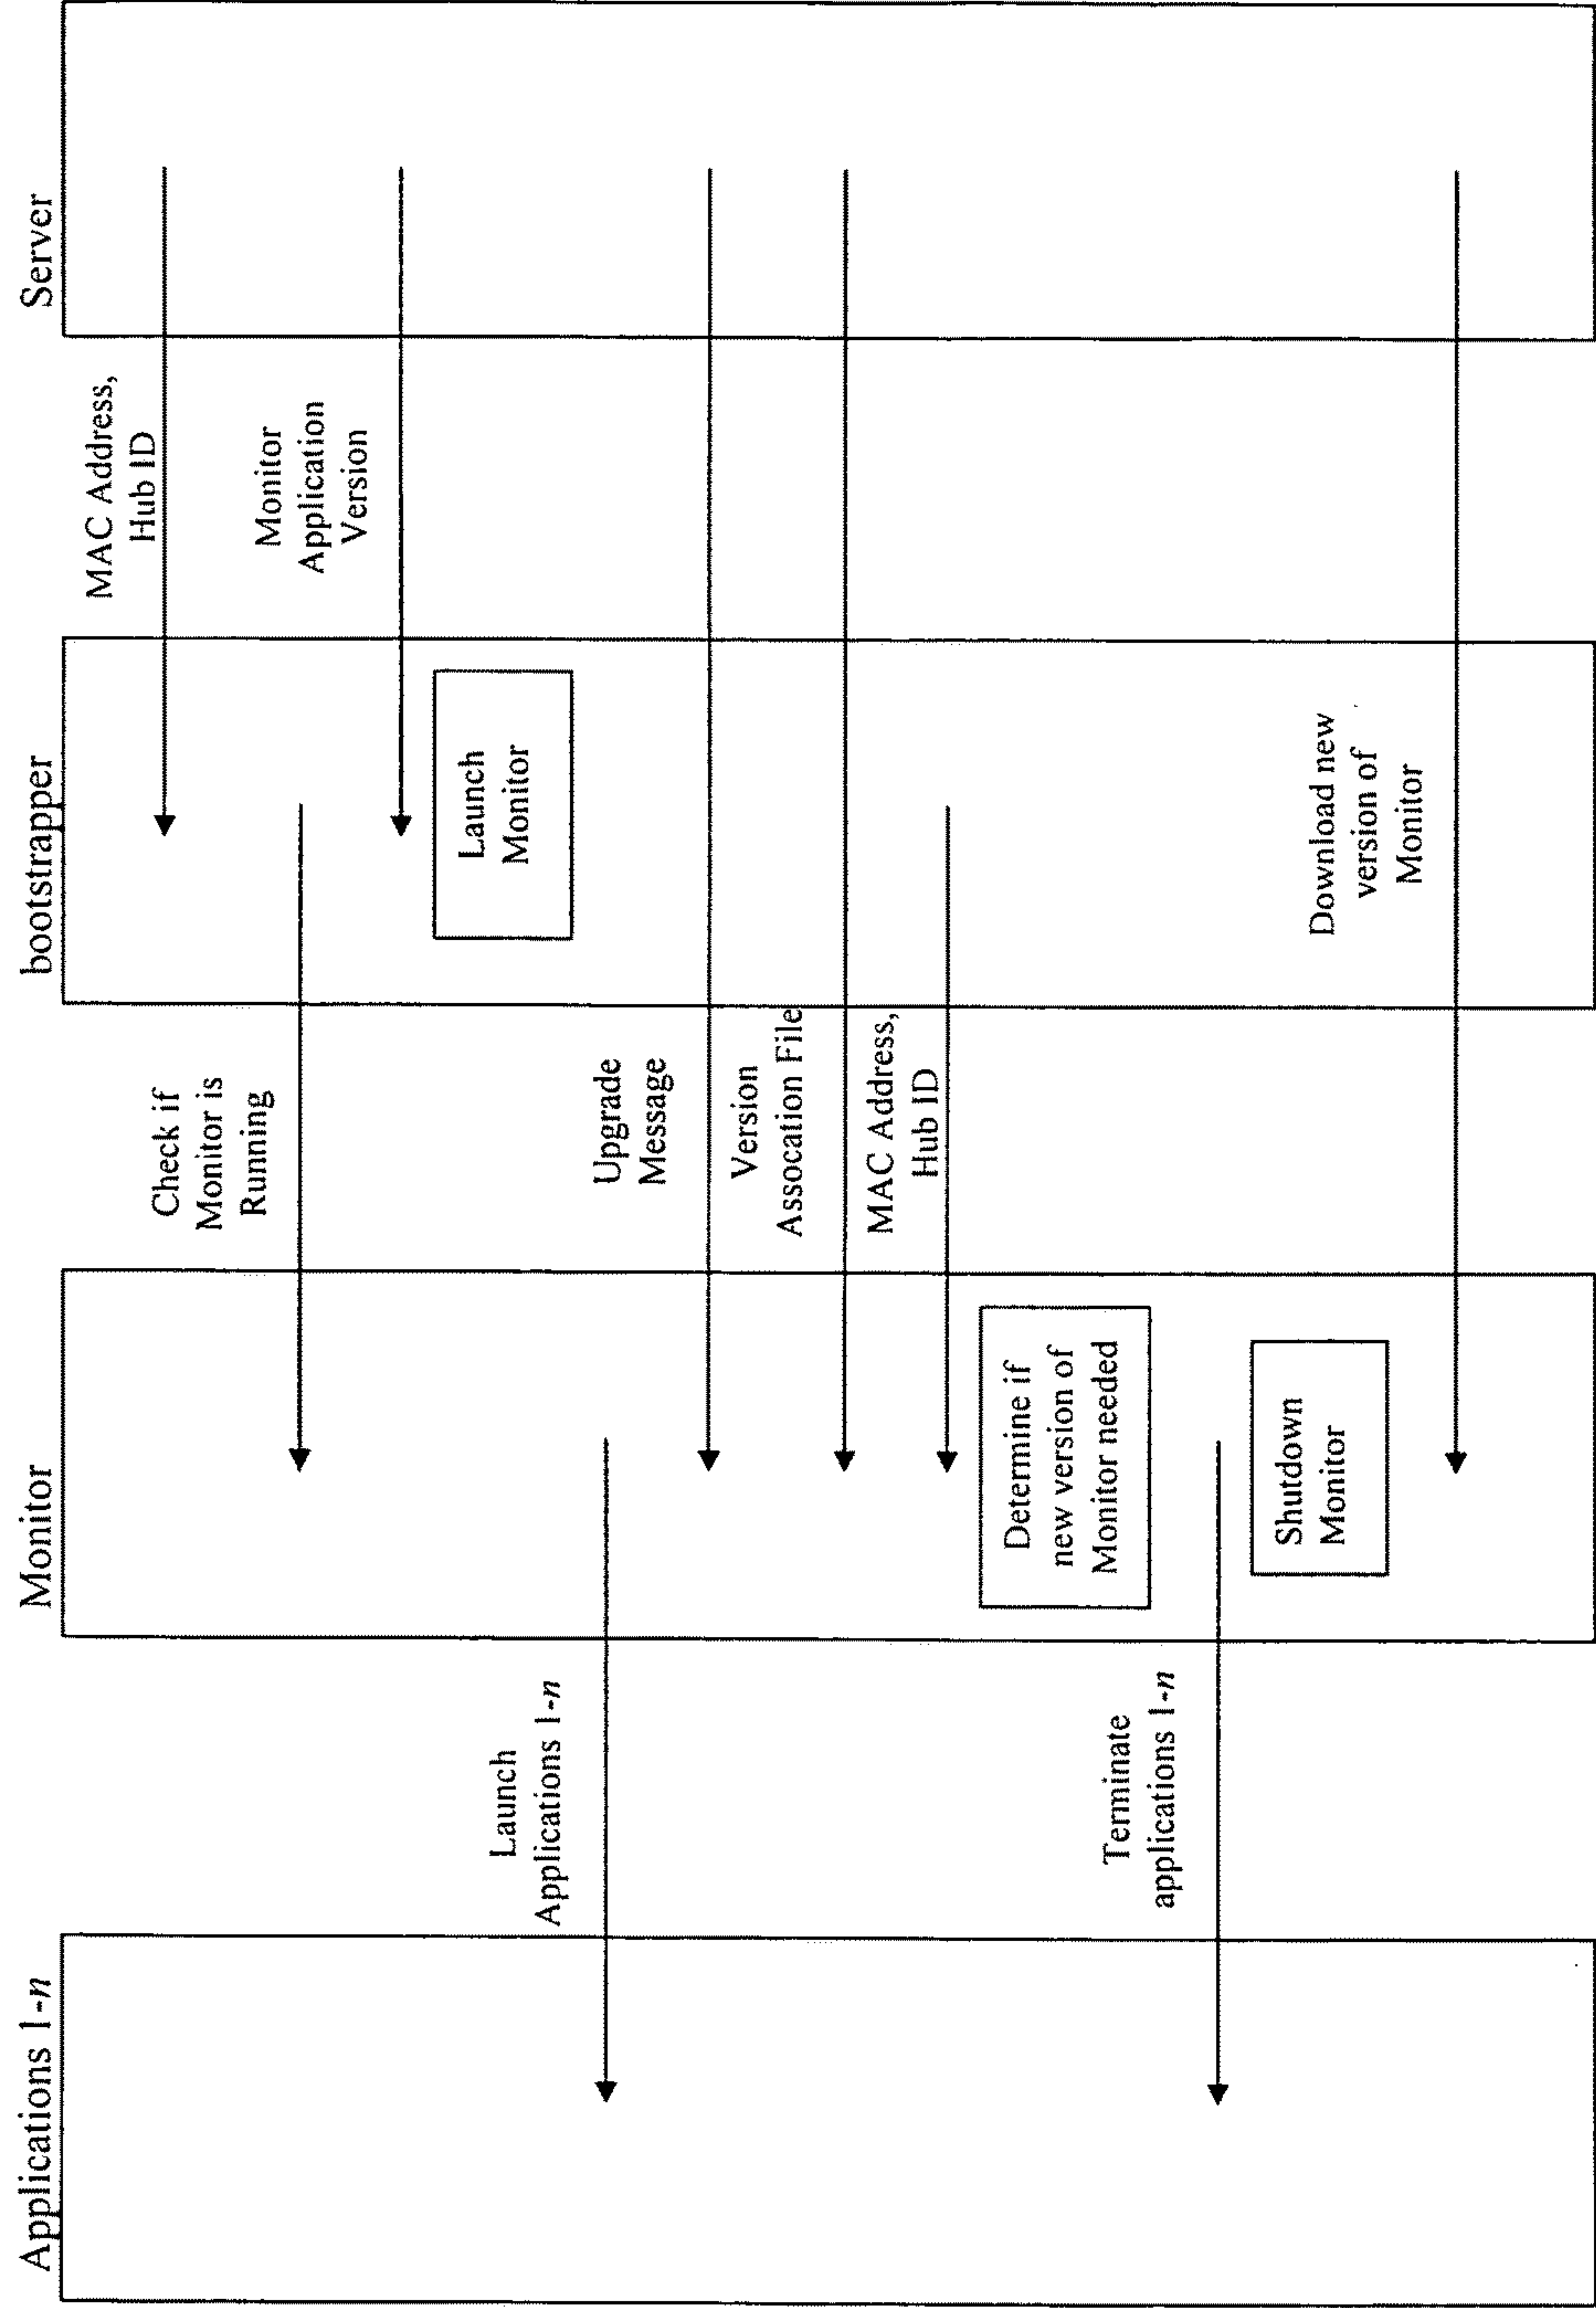 Applications 1-n
Monitor
bootstrapper
Server
MAC Address,
Hub ID
Check if
Monitor is
Running
Monitor
Application
Version
Launch
Monitor
Launch
Applications 1-n
Upgrade
Message
Version
Assocation File
MAC Address,
Hub ID
Determine if
new version of
Monitor needed
Terminate
applications 1-n
Shutdown
Monitor
Download new
version of
Monitor